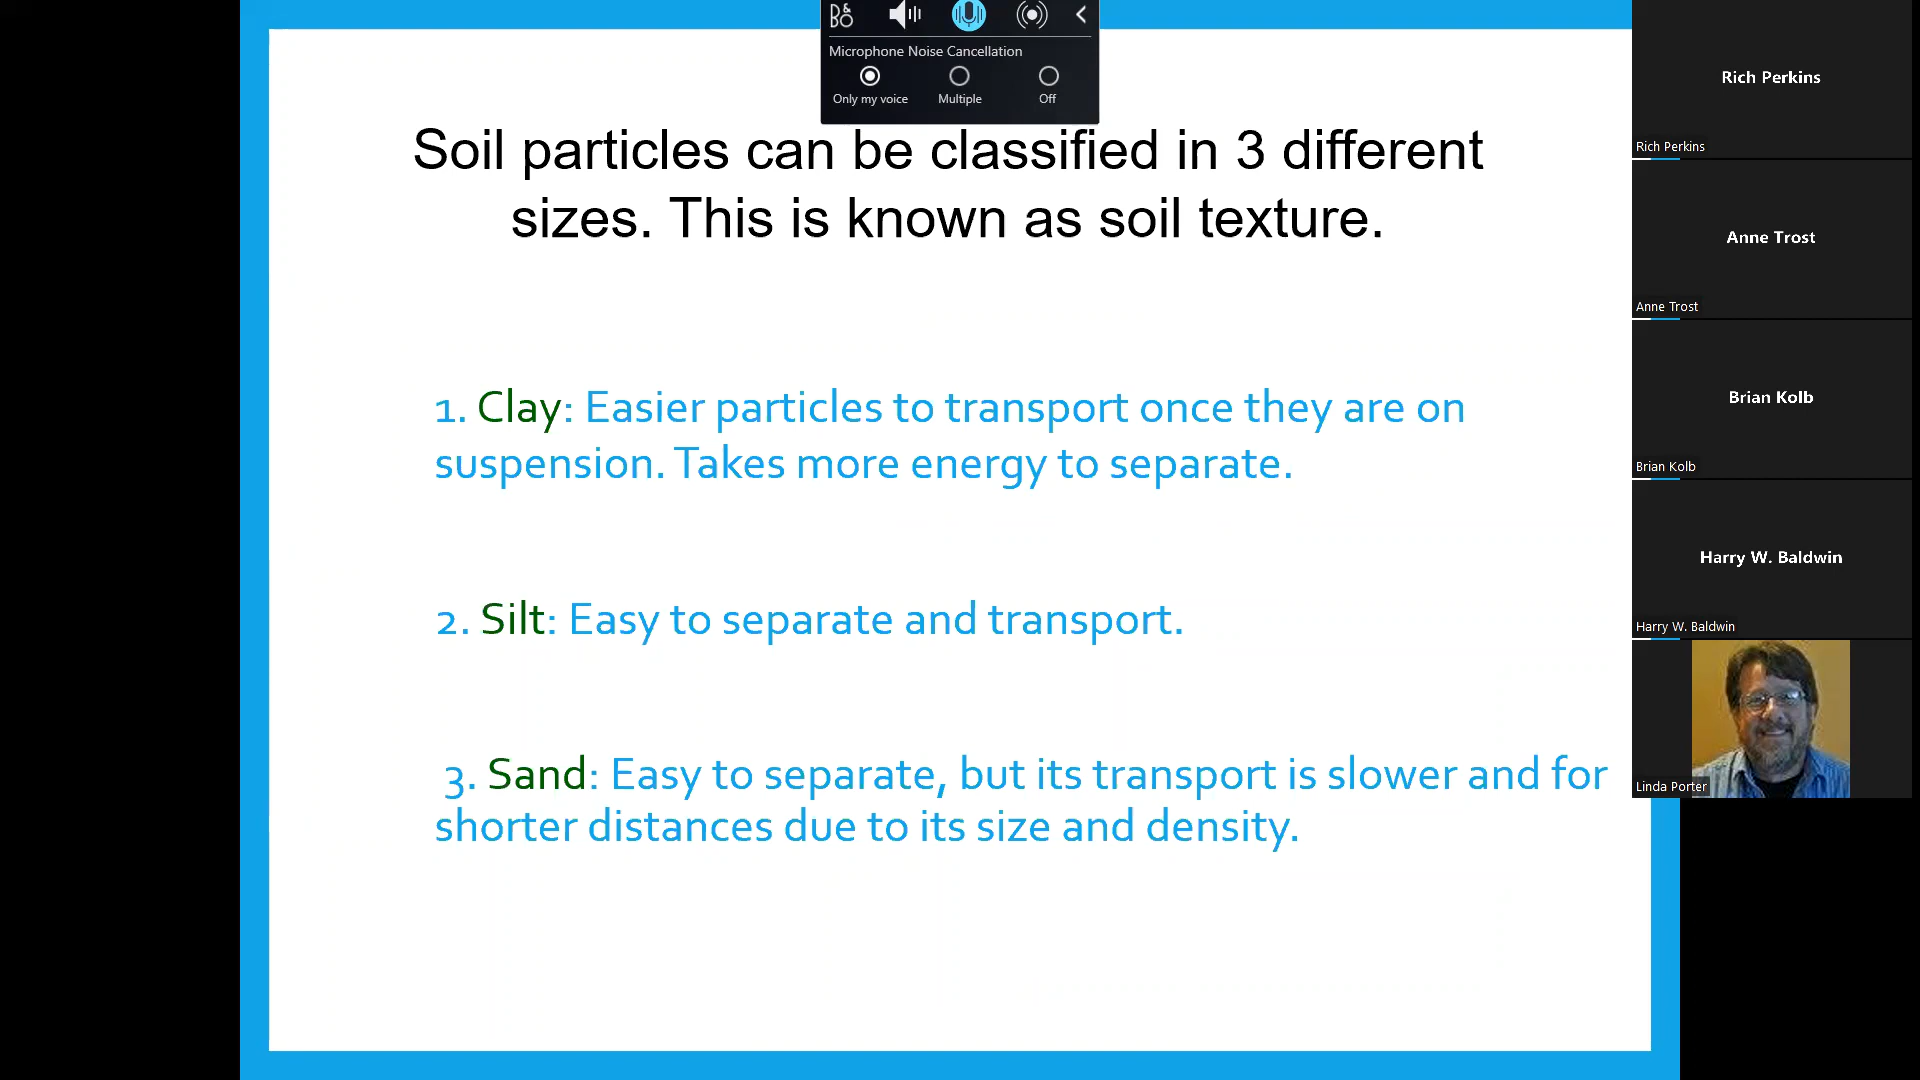 B&O
Microphone Noise Cancellation
Only my voice
Multiple
Off
Soil particles can be classified in 3 different
sizes. This is known as soil texture.
1. Clay: Easier particles to transport once they are on
suspension. Takes more energy to separate.
2. Silt: Easy to separate and transport.
3. Sand: Easy to separate, but its transport is slower and for
shorter distances due to its size and density.
Rich Perkins
Rich Perkins
Anne Trost
Anne Trost
Brian Kolb
Brian Kolb
Harry W. Baldwin
Harry W. Baldwin
Linda Porter